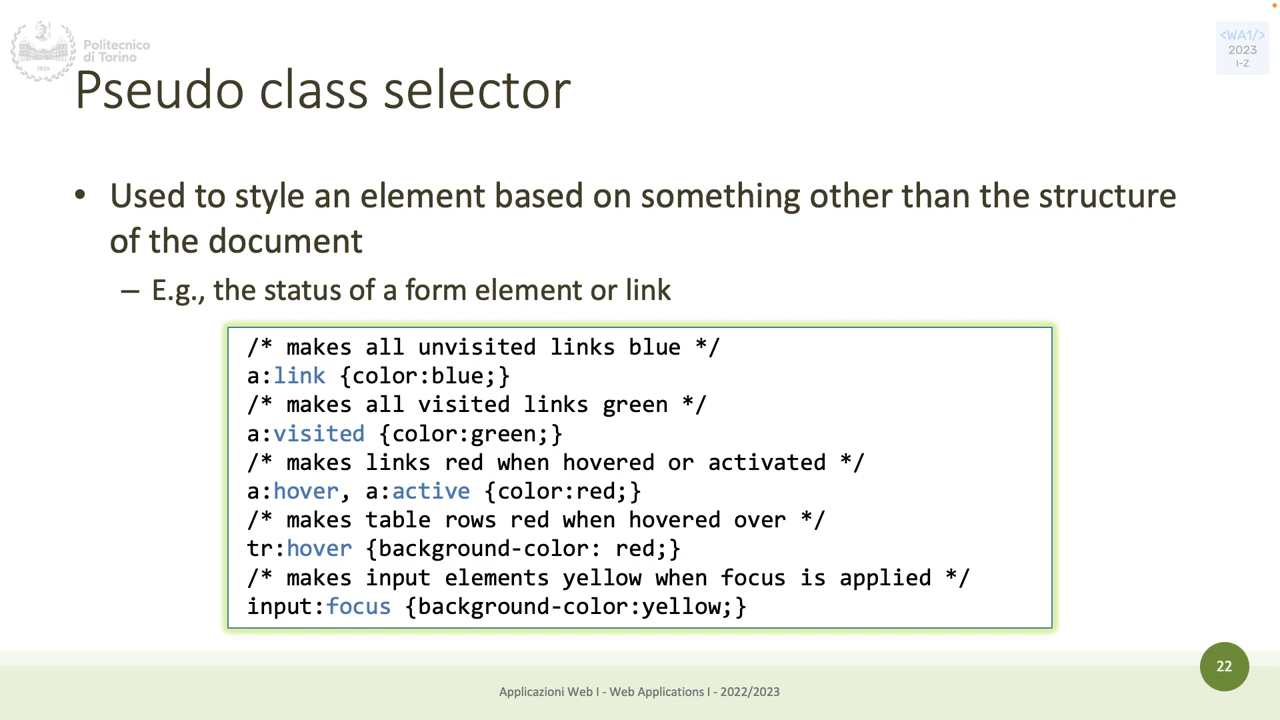 Politecnico
di Torino
1859
<WA1/>
2023
I-Z
Pseudo class selector
• Used to style an element based on something other than the structure
of the document
– E.g., the status of a form element or link
/* makes all unvisited links blue */
a:link {color:blue;}
/* makes all visited links green */
a:visited {color:green;}
/* makes links red when hovered or activated */
a:hover, a:active {color:red;}
/* makes table rows red when hovered over */
tr:hover {background-color: red;}
/* makes input elements yellow when focus is applied */
input:focus {background-color:yellow;}
22
Applicazioni Web I - Web Applications I - 2022/2023